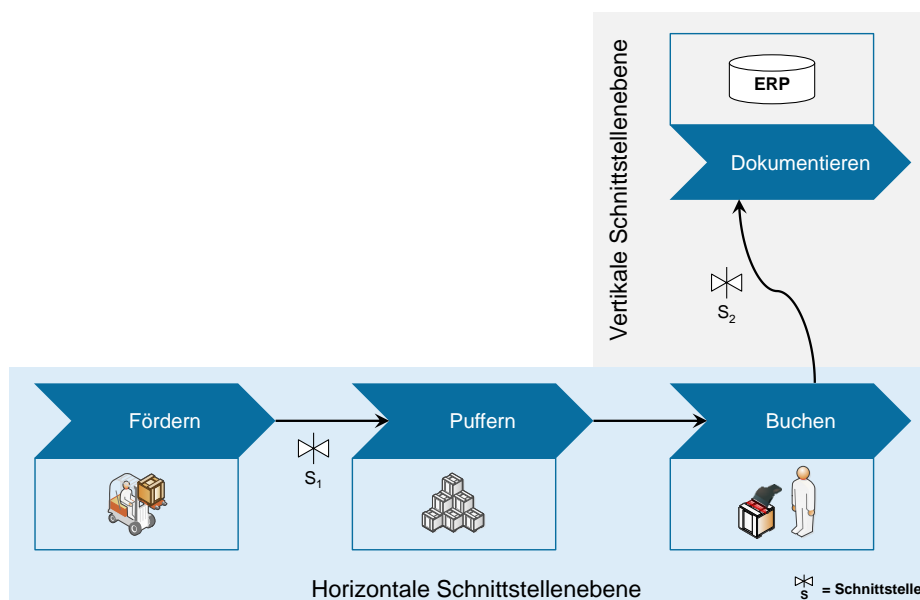 ERP
Dokumentieren
Vertikale Schnittstellenebene
S2
Fördern
Puffern
Buchen
S1
Horizontale Schnittstellenebene
S = Schnittstelle